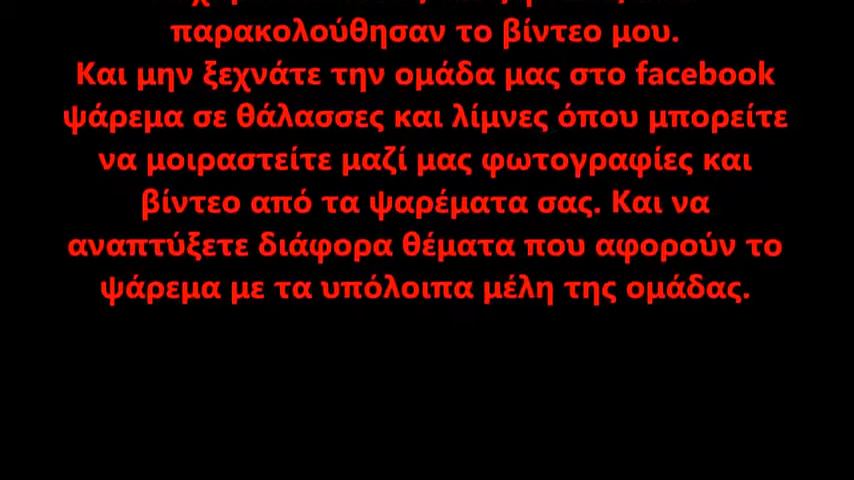 παρακολούθησαν το βίντεο μου.
Και μην ξεχνάτε την ομάδα μας στο facebook
ψάρεμα σε θάλασσες και λίμνες όπου μπορείτε
να μοιραστείτε μαζί μας φωτογραφίες και
βίντεο από τα ψαρέματα σας. Και να
αναπτύξετε διάφορα θέματα που αφορούν το
ψάρεμα με τα υπόλοιπα μέλη της ομάδας.